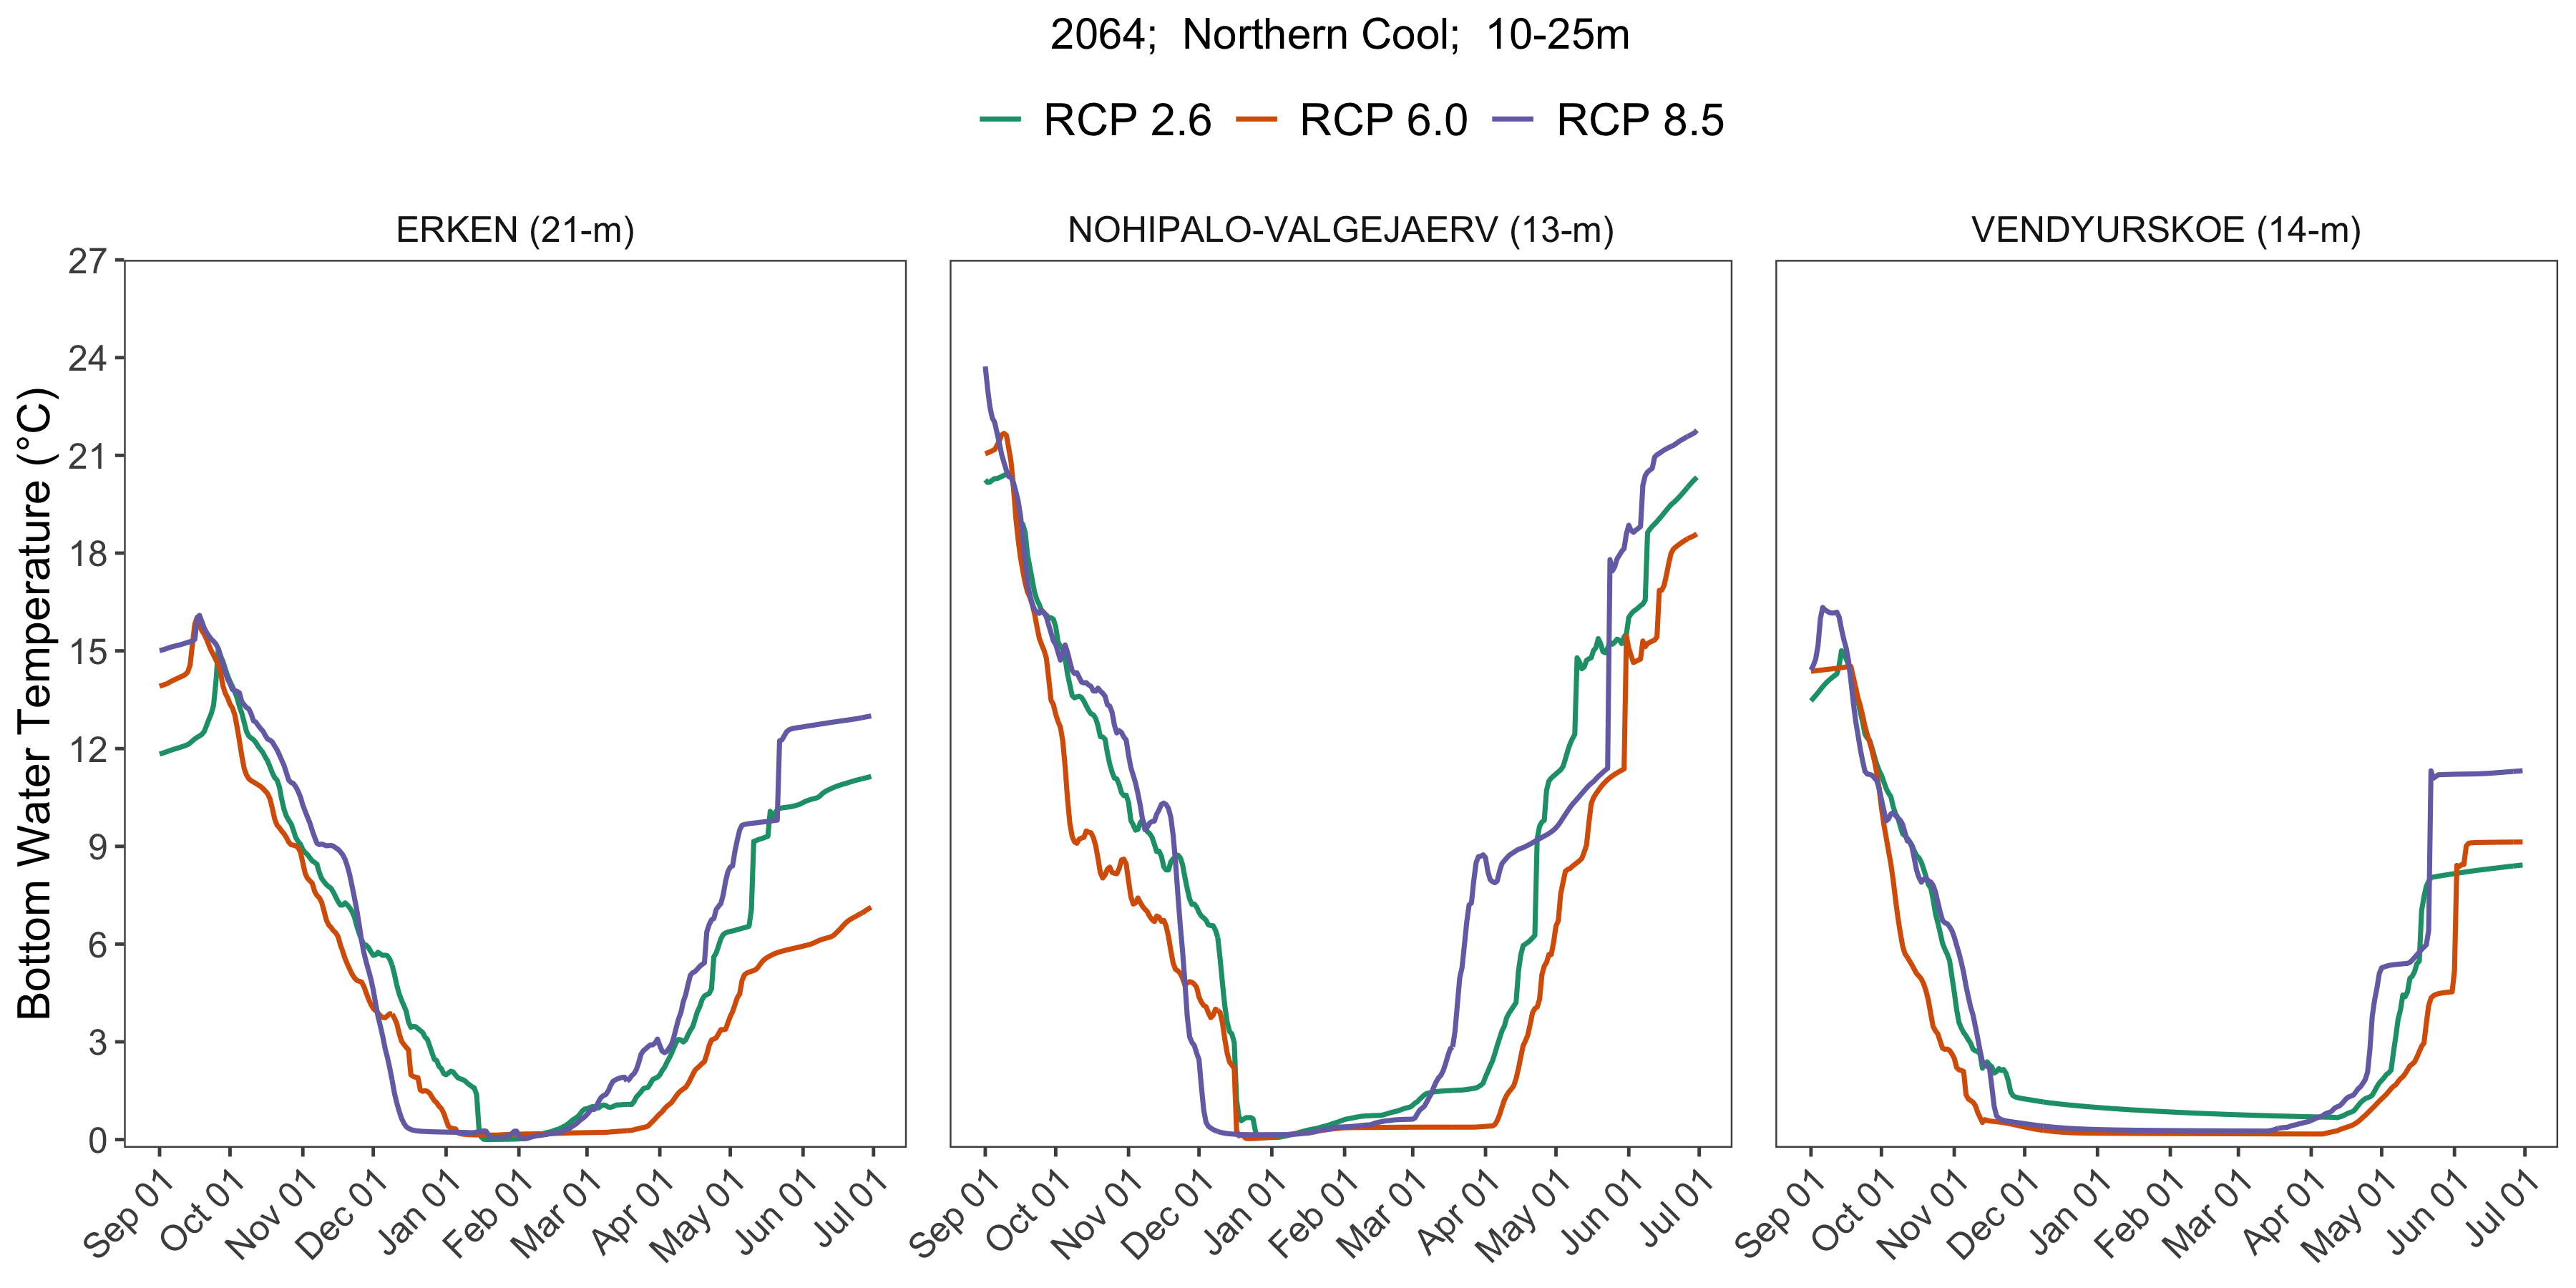 2064;  Northern Cool;  10-25m
RCP 2.6 RCP 6.0 RCP 8.5
ERKEN (21-m) NOHIPALO-VALGEJAERV (13-m) VENDYURSKOE (14-m)
Bottom Water Temperature (°C)
27
24
21
18
15
12
9
6
3
0
Sep 01 Oct 01 Nov 01 Dec 01 Jan 01 Feb 01 Mar 01 Apr 01 May 01 Jun 01 Jul 01
Sep 01 Oct 01 Nov 01 Dec 01 Jan 01 Feb 01 Mar 01 Apr 01 May 01 Jun 01 Jul 01
Sep 01 Oct 01 Nov 01 Dec 01 Jan 01 Feb 01 Mar 01 Apr 01 May 01 Jun 01 Jul 01